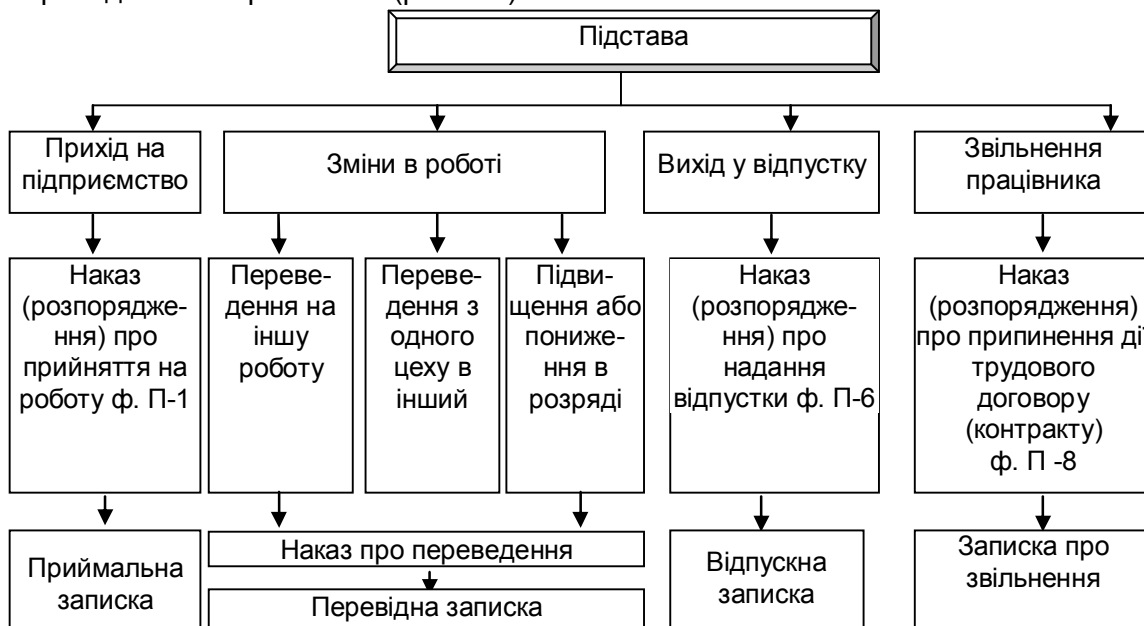 Підстава
Прихід на
підприємство
Зміни в роботі
Вихід у відпустку
Звільнення
працівника
Наказ
(розпорядже-
ння) про
прийняття на
роботу ф. П-1
Переве-
дення на
іншу
роботу
Переве-
дення з
одного
цеху в
інший
Підви-
щення або
пониже-
ння в
розряді
Наказ
(розпорядже-
ння) про
надання
відпустки ф. П-6
Наказ
(розпорядження)
про припинення дії
трудового
договору
(контракту)
ф. П -8
Приймальна
записка
Наказ про переведення
Перевідна записка
Відпускна
записка
Записка про
звільнення